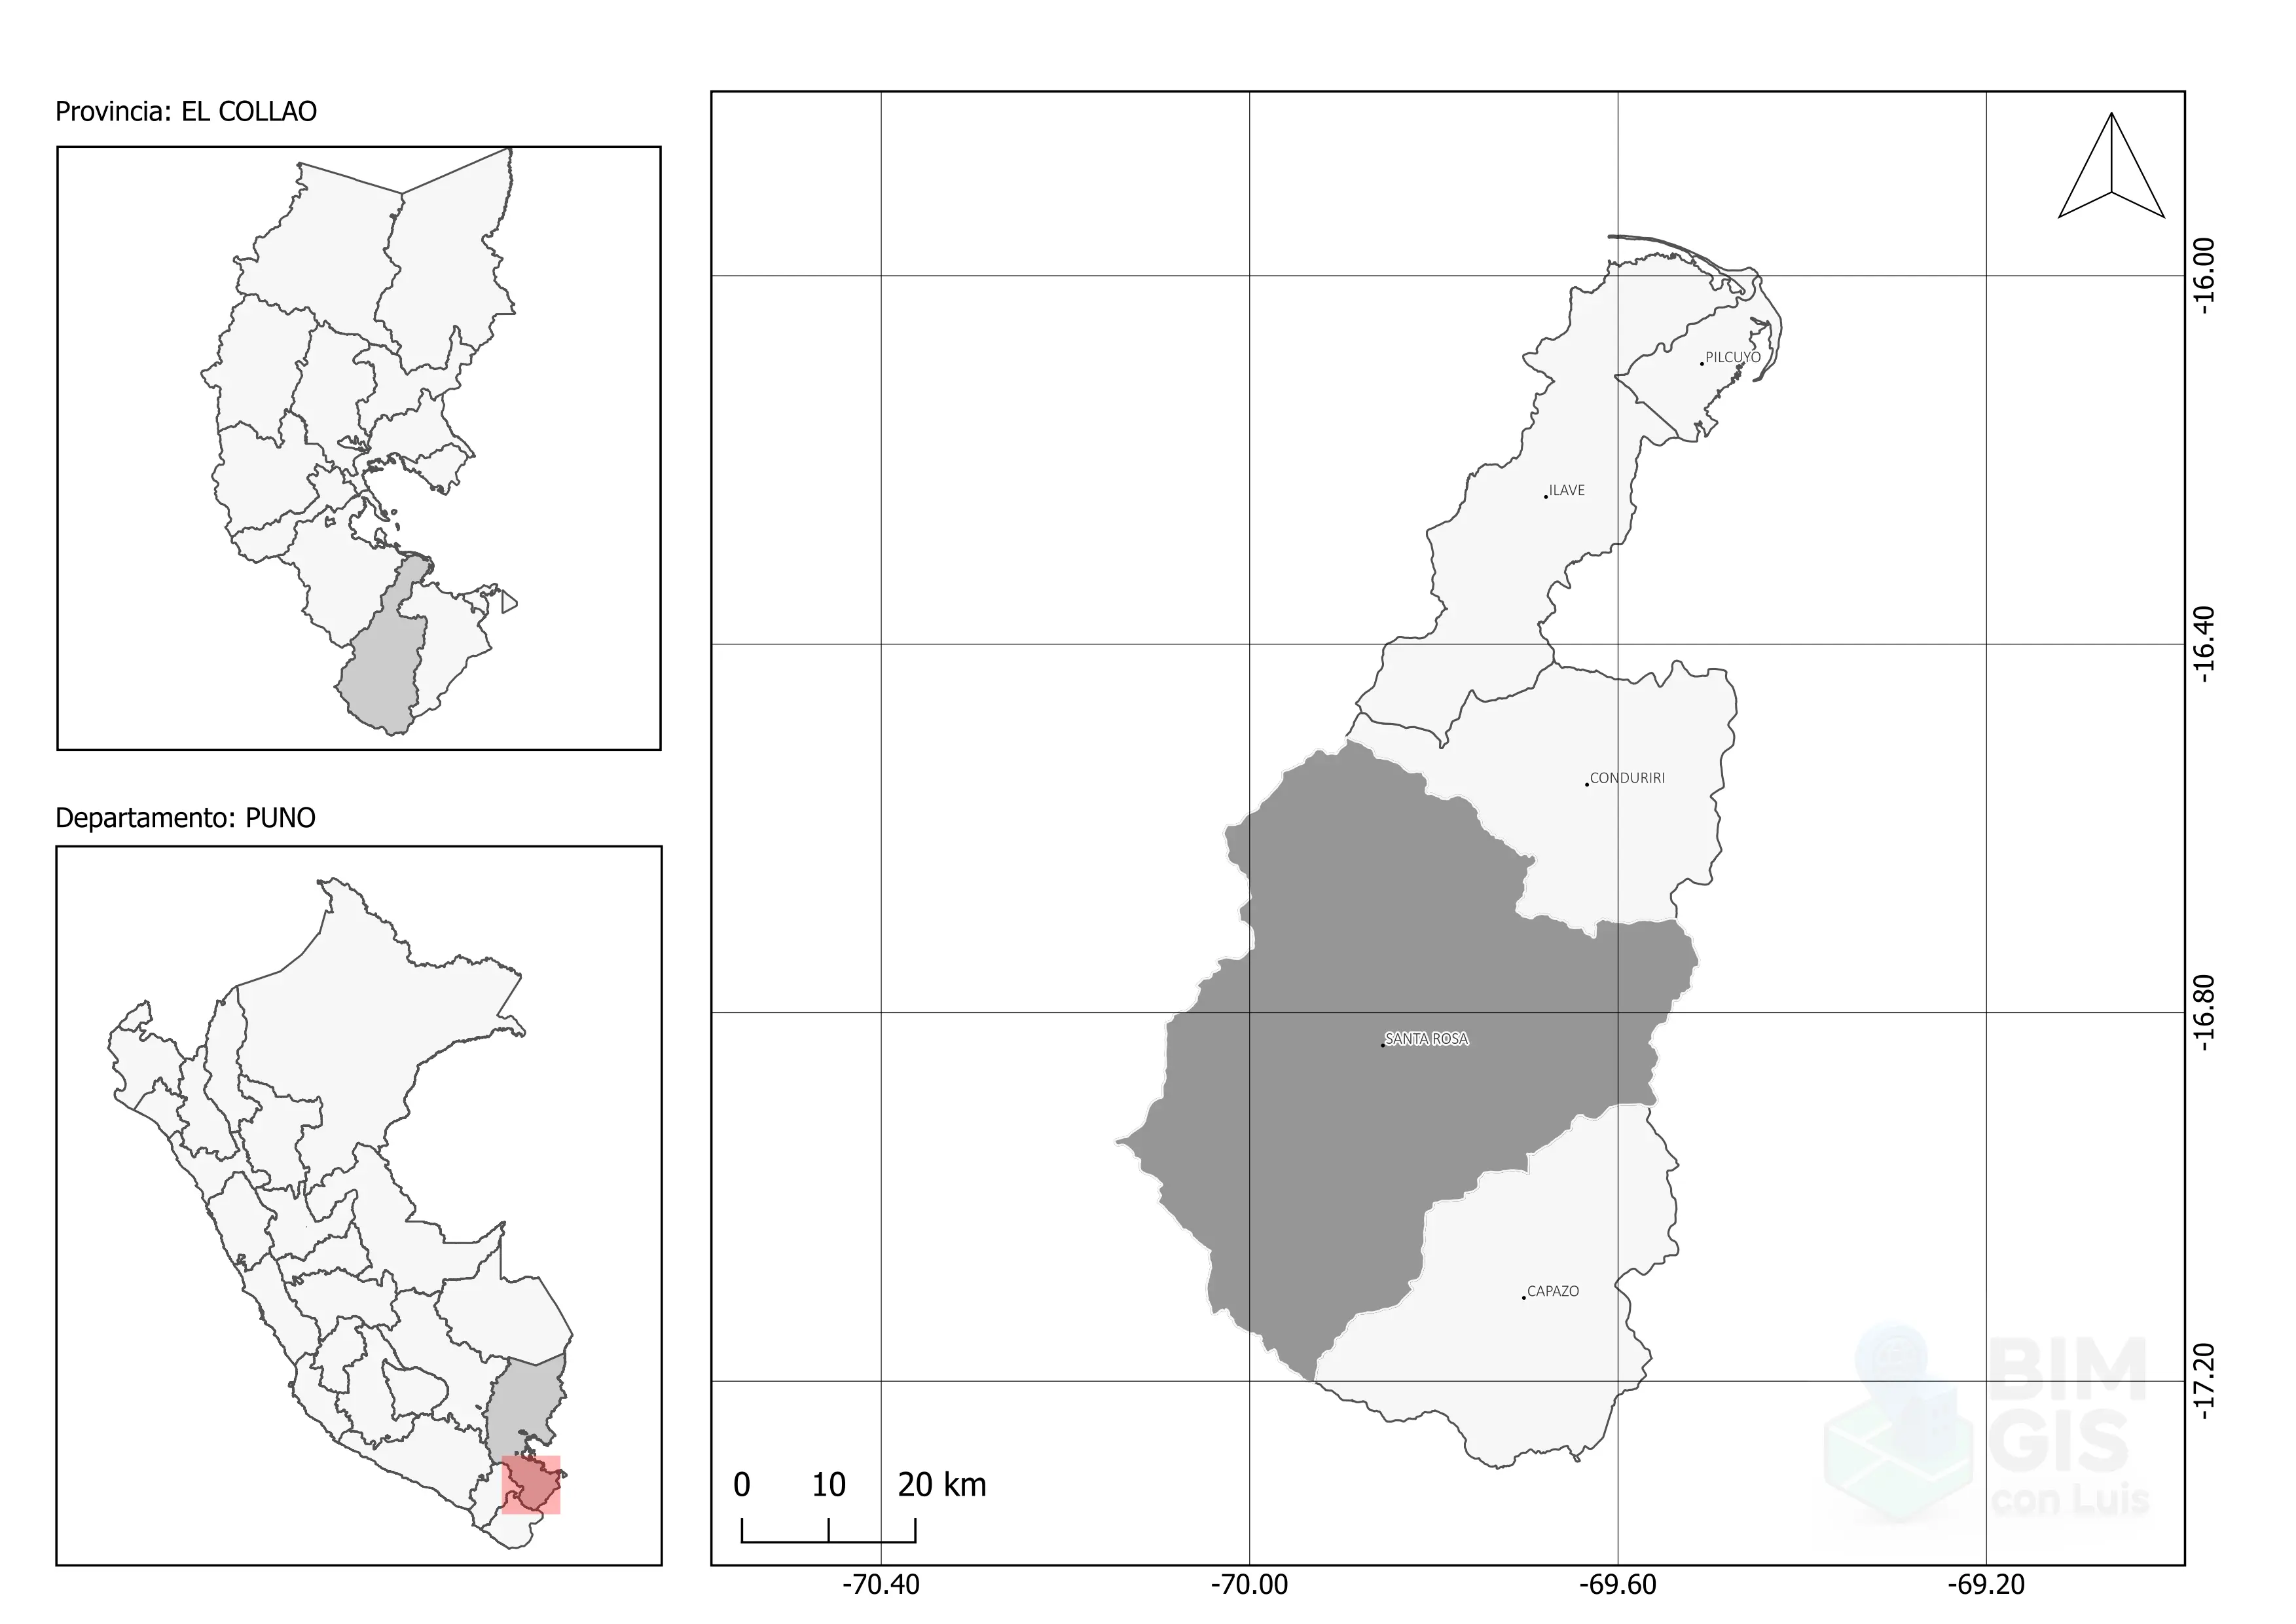 Provincia: EL COLLAO
Departamento: PUNO
PILCUYO
ILAVE
CONDURIRI
SANTA ROSA
CAPAZO
-16.00
-16.40
-16.80
-17.20
0 10 20 km
-70.40 -70.00 -69.60 -69.20
BIM
GIS
con Luis